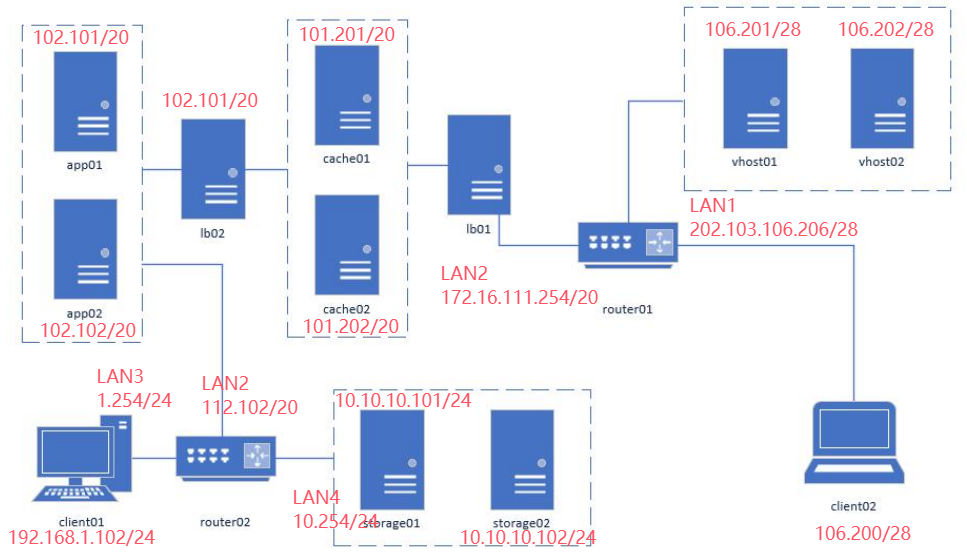 102.101/20
app01
app02
102.102/20
102.101/20
lb02
101.201/20
cache01
cache02
101.202/20
lb01
LAN2
172.16.111.254/20
router01
106.201/28
106.202/28
vhost01
vhost02
LAN1
202.103.106.206/28
LAN3
1.254/24
LAN2
112.102/20
client01
192.168.1.102/24
router02
LAN4
10.254/24
10.10.10.101/24
storage01
storage02
10.10.10.102/24
client02
106.200/28